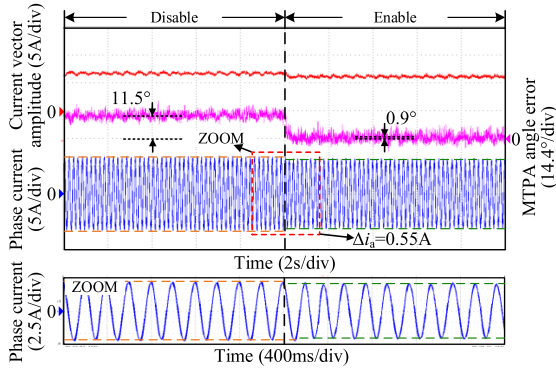 Disable
Enable
Current vector
amplitude (5A/div)
0
11.5°
0.9°
0
MTPA angle error
(14.4°/div)
ZOOM
Phase current
(5A/div)
0
Δia=0.55A
Time (2s/div)
Phase current
(2.5A/div)
0
ZOOM
Time (400ms/div)